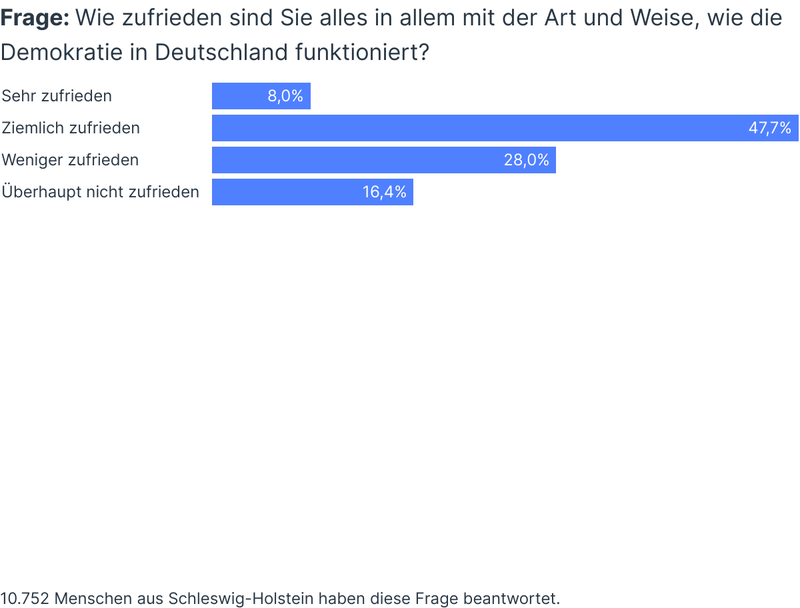 Frage: Wie zufrieden sind Sie alles in allem mit der Art und Weise, wie die
Demokratie in Deutschland funktioniert?
Sehr zufrieden 8,0%
Ziemlich zufrieden 47,7%
Weniger zufrieden 28,0%
Überhaupt nicht zufrieden 16,4%
10.752 Menschen aus Schleswig-Holstein haben diese Frage beantwortet.